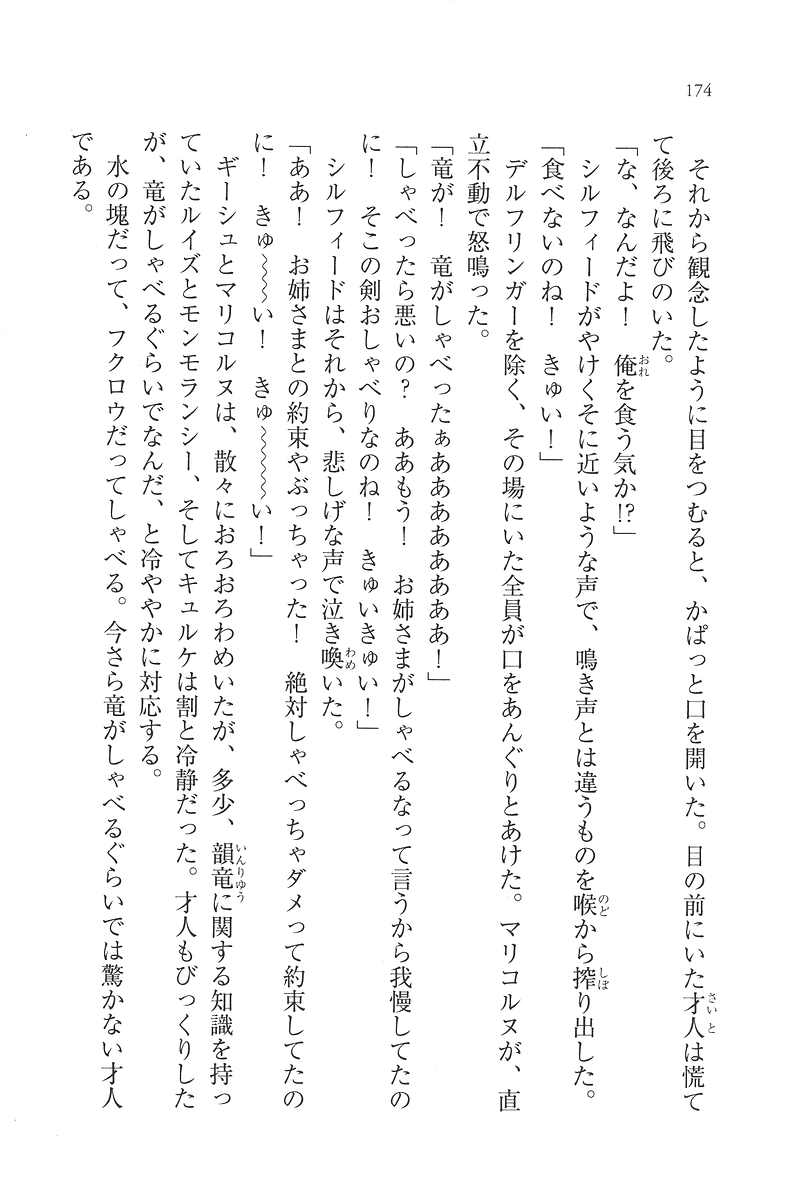 174
それから観念したように目をつむると、かぱっと口を開いた。目の前にいた才人は慌て
て後ろに飛びのいた。
「な、なんだよ！　俺を食う気か!?」
シルフィードがやけくそに近いような声で、鳴き声とは違うものを喉から搾り出した。
「食べないのね！　きゅい！」
デルフリンガーを除く、その場にいた全員が口をあんぐりとあけた。マリコルヌが、直
立不動で怒鳴った。
「竜が！　竜がしゃべったぁあああああああ！」
「しゃべったら悪いの？　ああもう！　お姉さまがしゃべるなって言うから我慢してたの
に！　そこの剣おしゃべりなのね！　きゅいきゅい！」
シルフィードはそれから、悲しげな声で泣き喚いた。
「ああ！　お姉さまとの約束やぶっちゃった！　絶対しゃべっちゃダメって約束してたの
に！　きゅ〜〜〜い！　きゅ〜〜〜〜い！」
ギーシュとマリコルヌは、散々におろおろわめいたが、多少、韻竜に関する知識を持っ
ていたルイズとモンモランシー、そしてキュルケは割と冷静だった。才人もびっくりした
が、竜がしゃべるぐらいでなんだ、と冷ややかに対応する。
水の塊だって、フクロウだってしゃべる。今さら竜がしゃべるぐらいでは驚かない才人
である。